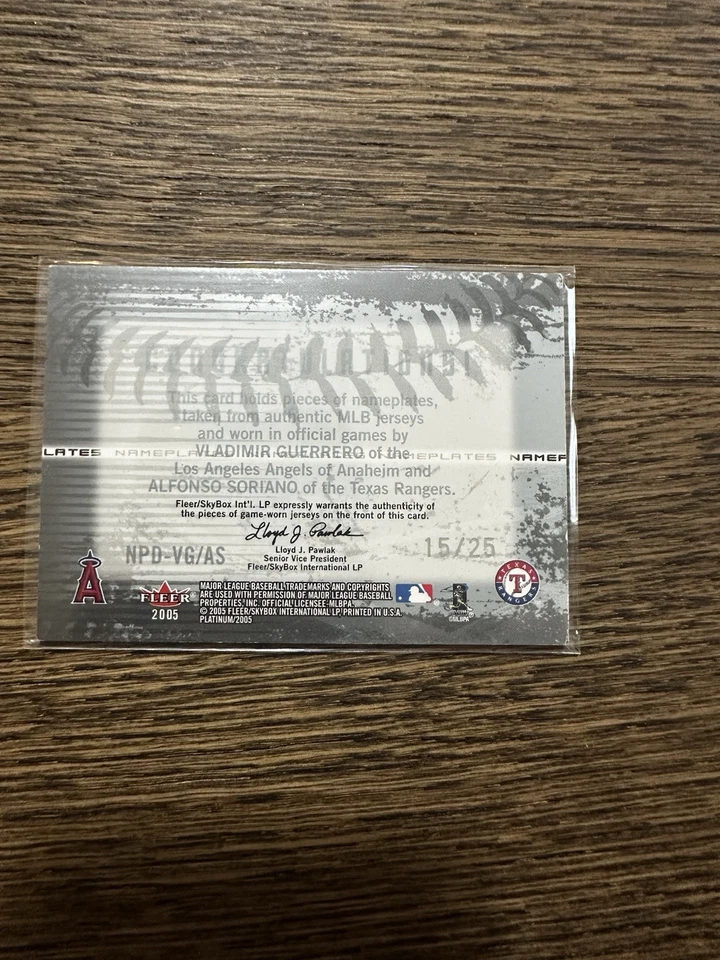 CONGRATULATIONS!
This card holds pieces of nameplates,
taken from authentic MLB jerseys
and worn in official games by
LATES NAMEPLA VLADIMIR GUERRERO of the MEPLATES NAMEP
Los Angeles Angels of Anaheim and
ALFONSO SORIANO of the Texas Rangers.
Fleer/SkyBox Int'l. LP expressly warrants the authenticity of
the pieces of game-worn jerseys on the front of this card.
Lloyd J. Pawlak
NPD-VG/AS
Lloyd J. Pawlak
Senior Vice President
Fleer/SkyBox International LP
15/25
A
FLEER
2005
MAJOR LEAGUE BASEBALL TRADEMARKS AND COPYRIGHTS
ARE USED WITH PERMISSION OF MAJOR LEAGUE BASEBALL
PROPERTIES, INC. OFFICIAL LICENSEE-MLBPA
© 2005 FLEER/SKYBOX INTERNATIONAL LP, PRINTED IN U.S.A.
PLATINUM/2005
©MLBPA
TEXAS
T
RANGERS